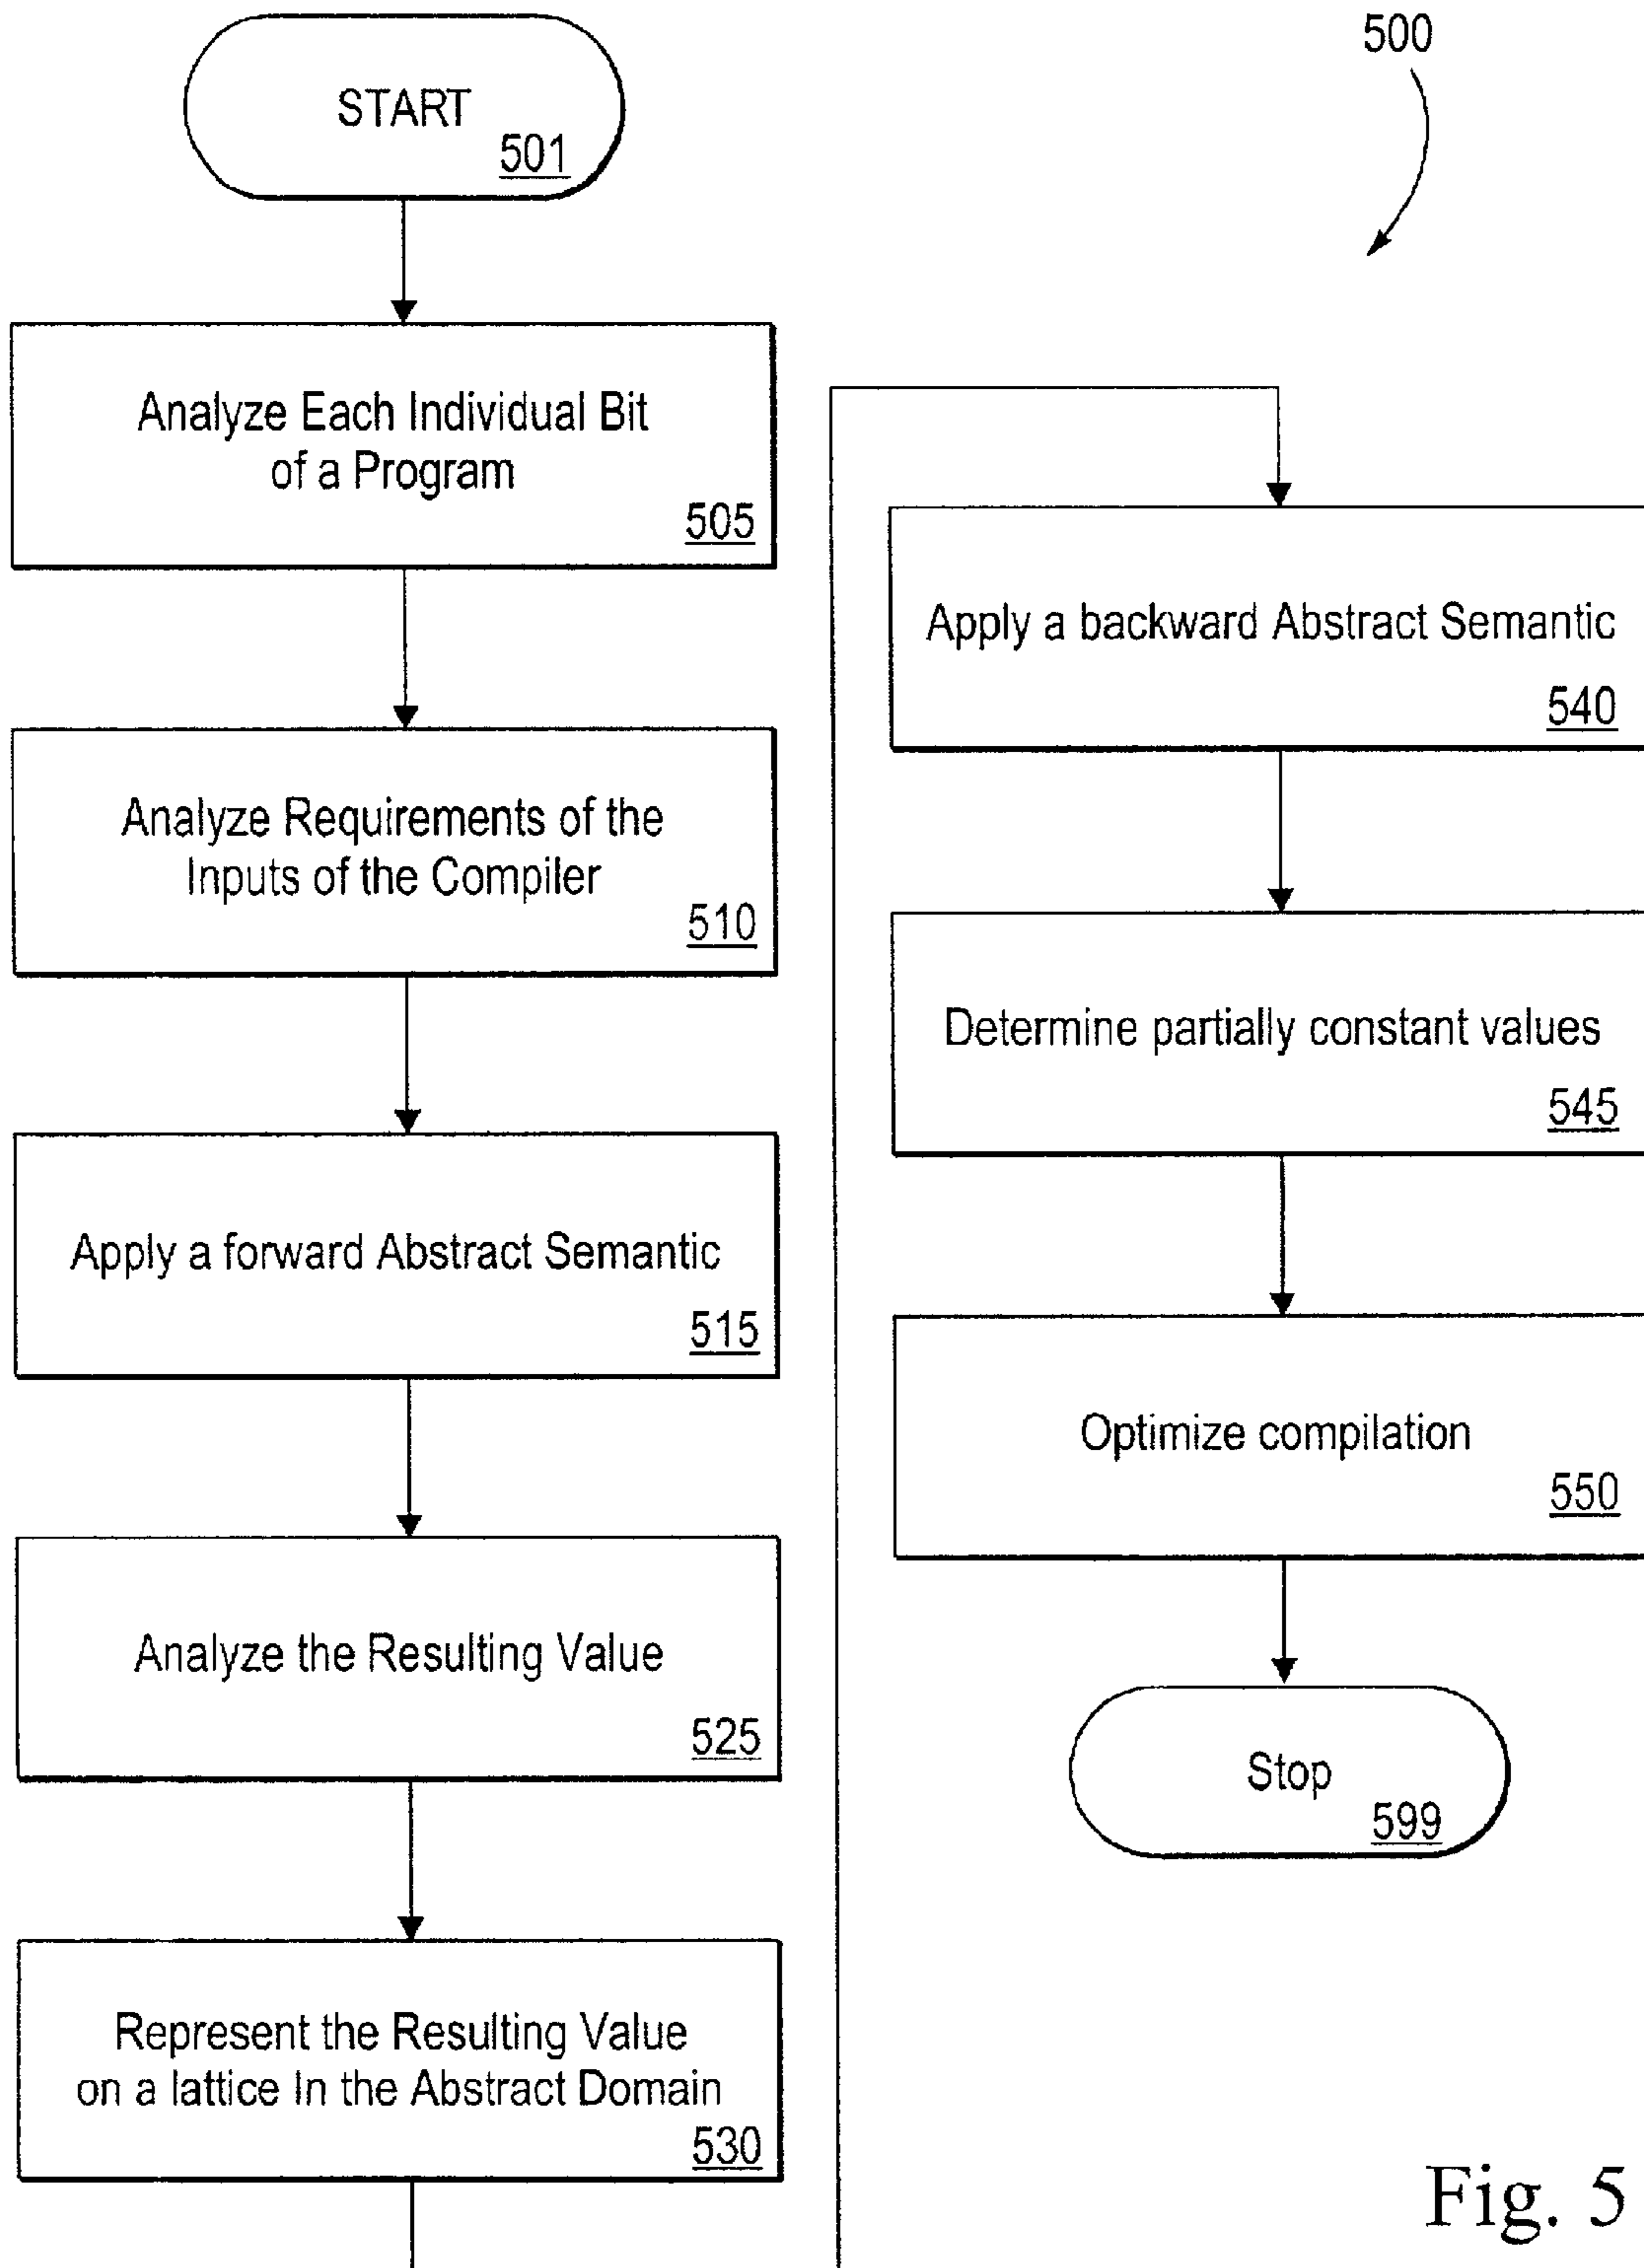 START
501
Analyze Each Individual Bit
of a Program
505
Analyze Requirements of the
Inputs of the Compiler
510
Apply a forward Abstract Semantic
515
Analyze the Resulting Value
525
Represent the Resulting Value
on a lattice In the Abstract Domain
530
500
Apply a backward Abstract Semantic
540
Determine partially constant values
545
Optimize compilation
550
Stop
599
Fig. 5